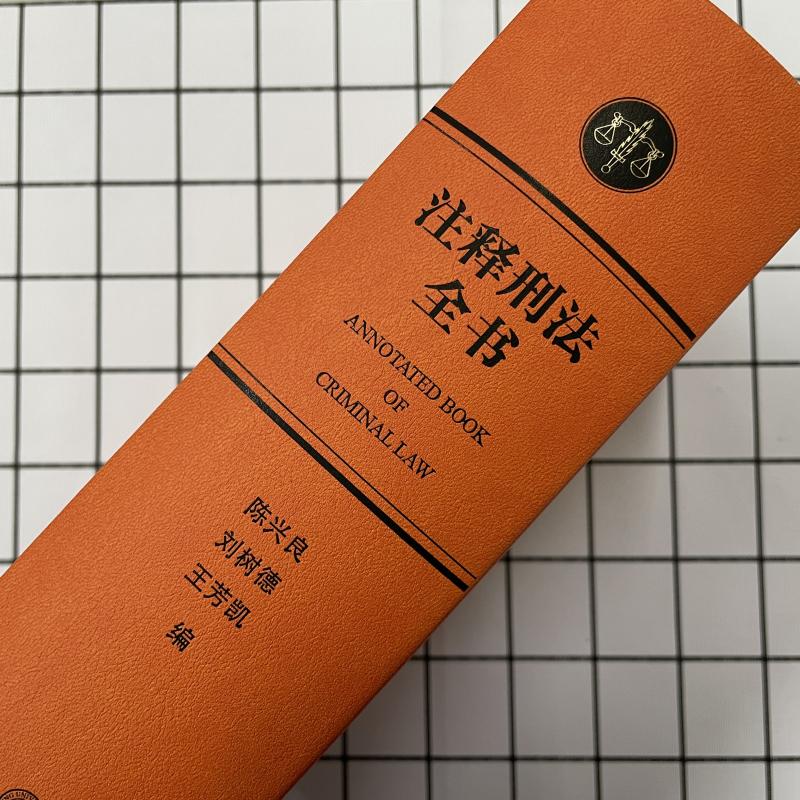 注释刑法
全书
ANNOTATED BOOK
OF
CRIMINAL LAW
陈兴良
刘树德
王芳凯
编